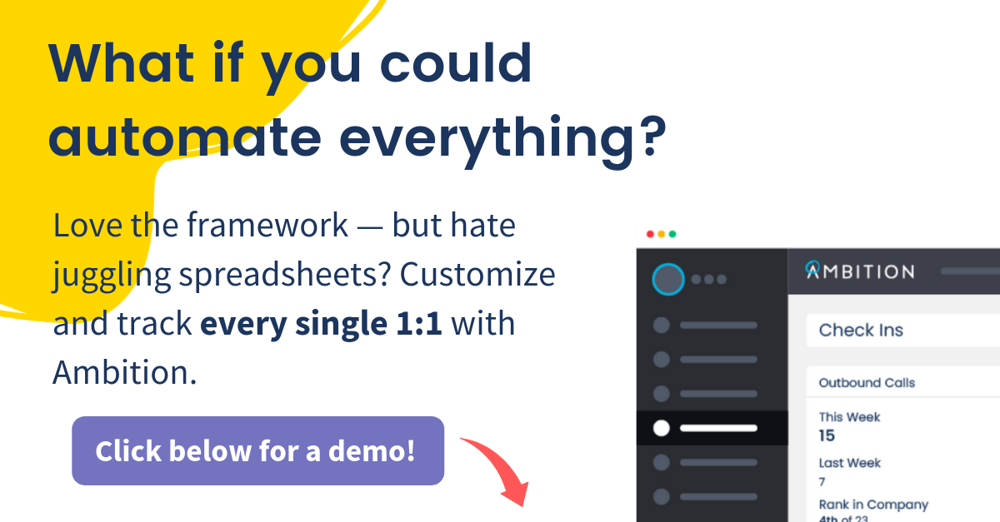 What if you could
automate everything?
Love the framework — but hate
juggling spreadsheets? Customize
and track every single 1:1 with
Ambition.
Click below for a demo!
AMBITION
Check Ins
Outbound Calls
This Week
15
Last Week
7
Rank in Company
4th of 23